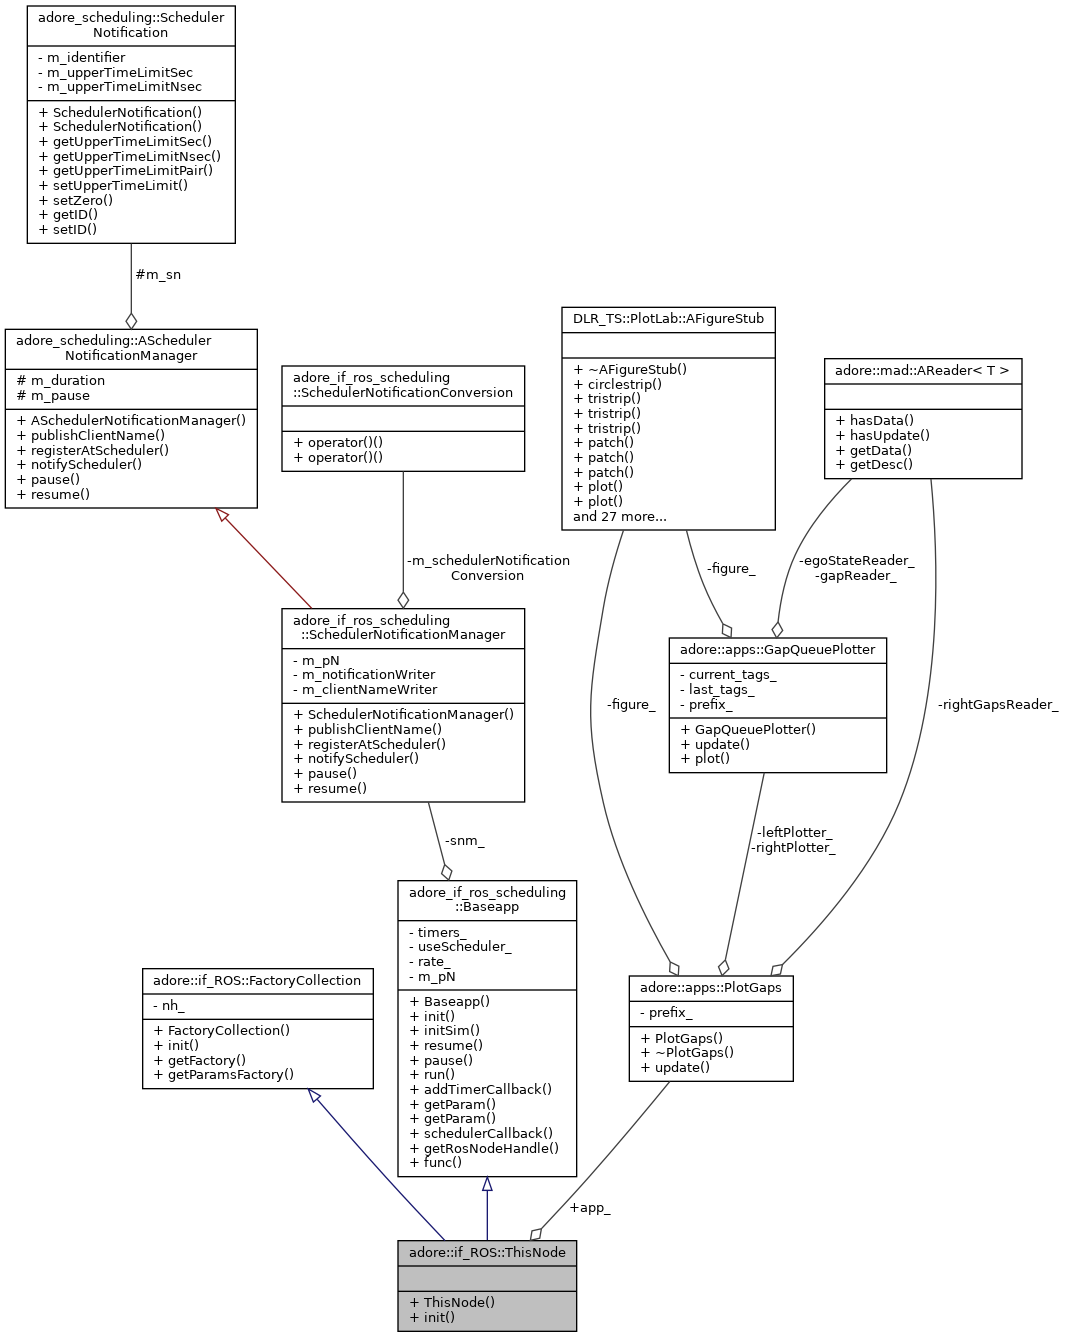 adore_scheduling::Scheduler
Notification
- m_identifier
- m_upperTimeLimitSec
- m_upperTimeLimitNsec
+ SchedulerNotification()
+ SchedulerNotification()
+ getUpperTimeLimitSec()
+ getUpperTimeLimitNsec()
+ getUpperTimeLimitPair()
+ setUpperTimeLimit()
+ setZero()
+ getID()
+ setID()
#m_sn
adore_scheduling::AScheduler
NotificationManager
# m_duration
# m_pause
+ ASchedulerNotificationManager()
+ publishClientName()
+ registerAtScheduler()
+ notifyScheduler()
+ pause()
+ resume()
adore_if_ros_scheduling
::SchedulerNotificationConversion
+ operator()()
+ operator()()
DLR_TS::PlotLab::AFigureStub
+ ~AFigureStub()
+ circlestrip()
+ tristrip()
+ tristrip()
+ tristrip()
+ patch()
+ patch()
+ patch()
+ plot()
+ plot()
and 27 more...
adore::mad::AReader< T >
+ hasData()
+ hasUpdate()
+ getData()
+ getDesc()
-m_schedulerNotification
Conversion
-figure_
-egoStateReader_
-gapReader_
adore_if_ros_scheduling
::SchedulerNotificationManager
- m_pN
- m_notificationWriter
- m_clientNameWriter
+ SchedulerNotificationManager()
+ publishClientName()
+ registerAtScheduler()
+ notifyScheduler()
+ pause()
+ resume()
-figure_
adore::apps::GapQueuePlotter
- current_tags_
- last_tags_
- prefix_
+ GapQueuePlotter()
+ update()
+ plot()
-rightGapsReader_
-snm_
-leftPlotter_
-rightPlotter_
adore_if_ros_scheduling
::Baseapp
- timers_
- useScheduler_
- rate_
- m_pN
+ Baseapp()
+ init()
+ initSim()
+ resume()
+ pause()
+ run()
+ addTimerCallback()
+ getParam()
+ getParam()
+ schedulerCallback()
+ getRosNodeHandle()
+ func()
adore::if_ROS::FactoryCollection
- nh_
+ FactoryCollection()
+ init()
+ getFactory()
+ getParamsFactory()
adore::apps::PlotGaps
- prefix_
+ PlotGaps()
+ ~PlotGaps()
+ update()
+app_
adore::if_ROS::ThisNode
+ ThisNode()
+ init()